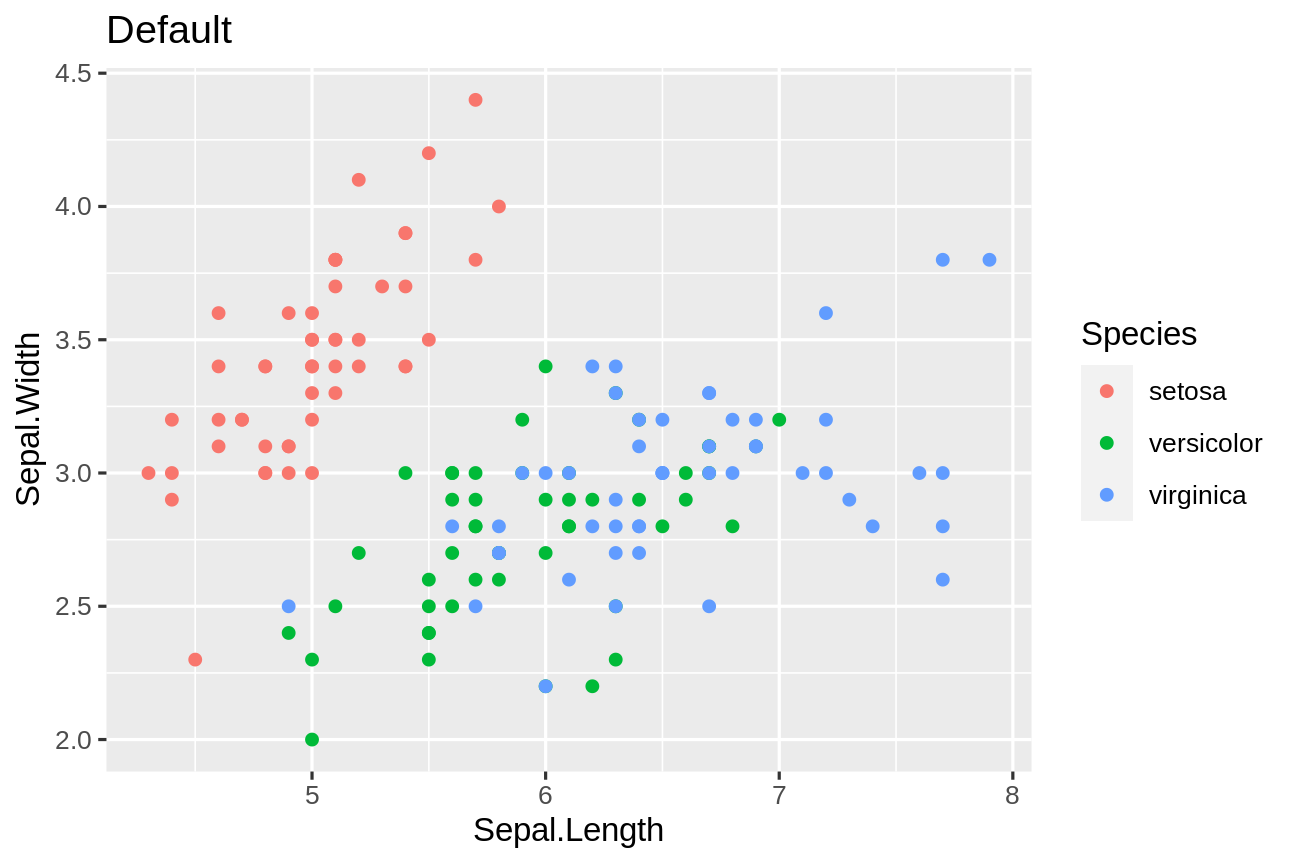 Default
4.5
4.0
3.5
3.0
2.5
2.0
Sepal.Width
5 6 7 8
Sepal.Length
Species
setosa
versicolor
virginica